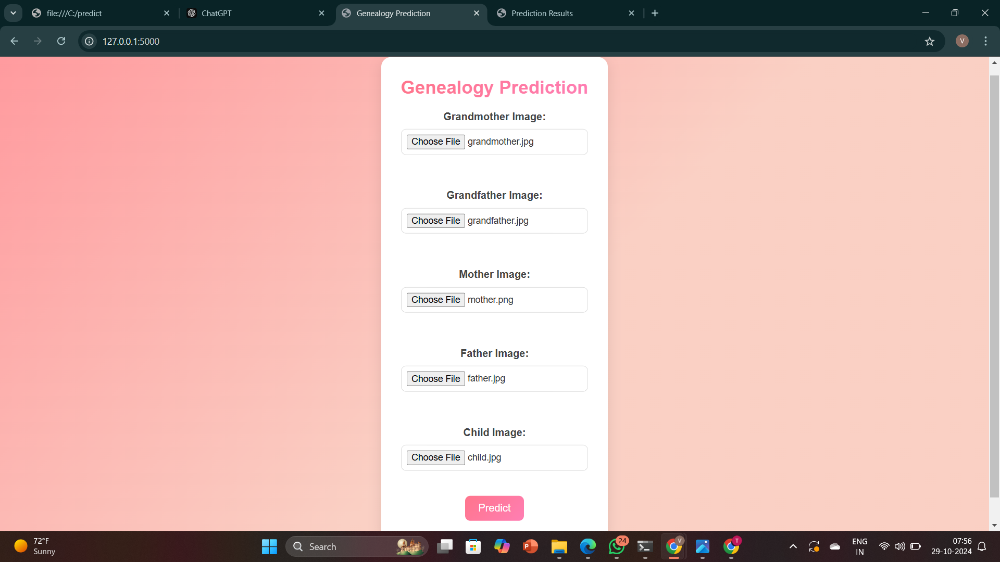 file:///C:/predict
ChatGPT
Genealogy Prediction
Prediction Results
127.0.0.1:5000
V
Genealogy Prediction
Grandmother Image:
Choose File grandmother.jpg
Grandfather Image:
Choose File grandfather.jpg
Mother Image:
Choose File mother.png
Father Image:
Choose File father.jpg
Child Image:
Choose File child.jpg
Predict
72°F
Sunny
Search
P
24
V
T
ENG
IN
07:56
29-10-2024